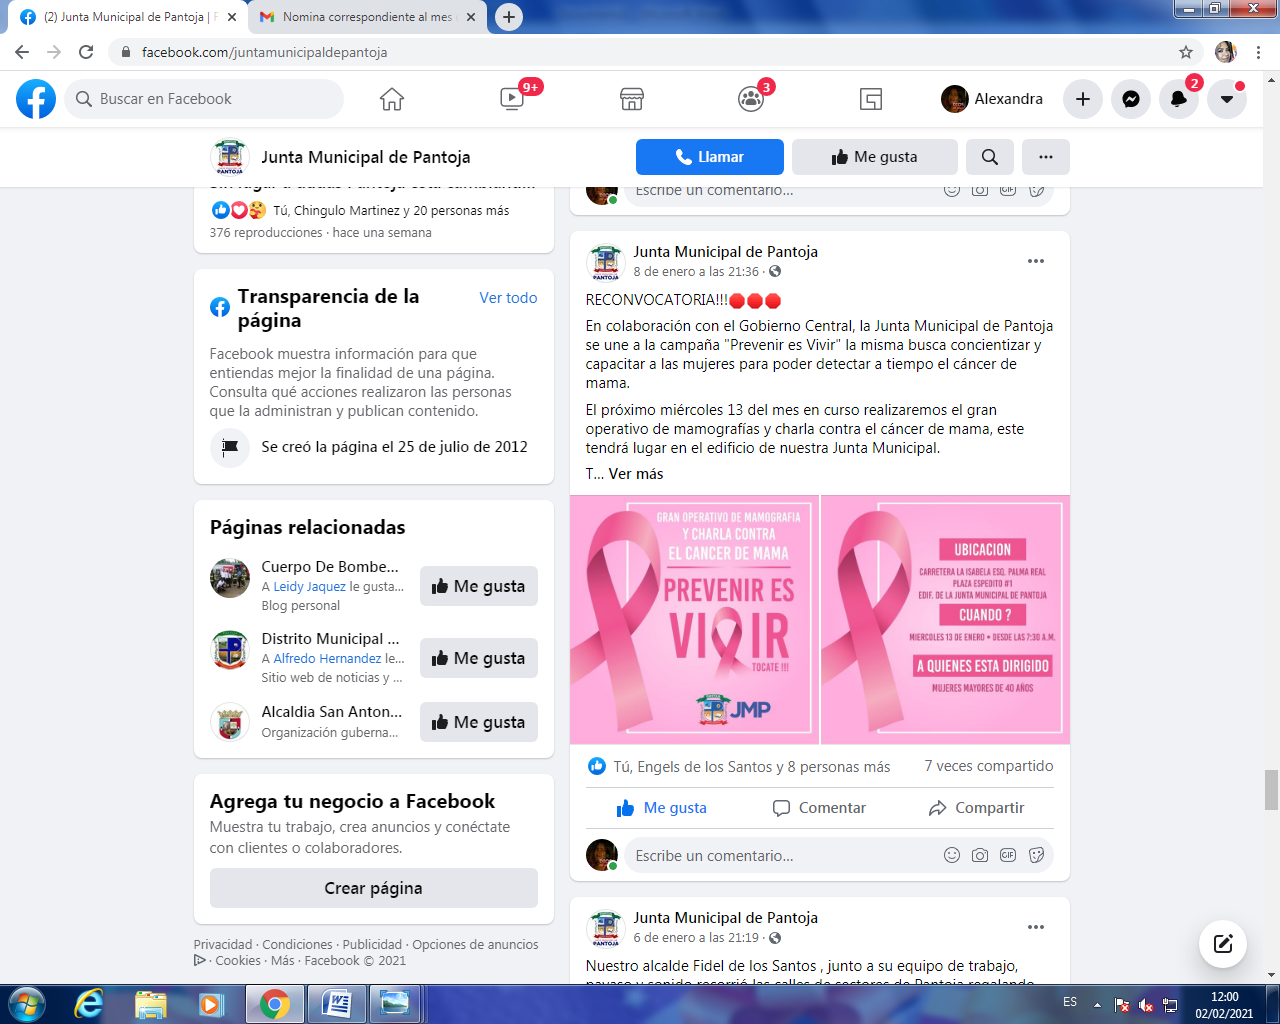 (2) Junta Municipal de Pantoja | F
Nomina correspondiente al mes
facebook.com/juntamunicipaldepantoja
Buscar en Facebook
9+
3
Alexandra
2
Junta Municipal de Pantoja
Llamar
Me gusta
Tú, Chingulo Martinez y 20 personas más
376 reproducciones · hace una semana
Transparencia de la
página
Ver todo
Facebook muestra información para que
entiendas mejor la finalidad de una página.
Consulta qué acciones realizaron las personas
que la administran y publican contenido.
Se creó la página el 25 de julio de 2012
Páginas relacionadas
Cuerpo De Bombe...
A Leidy Jaquez le gusta...
Blog personal
Me gusta
Distrito Municipal ...
A Alfredo Hernandez le...
Sitio web de noticias y ...
Me gusta
Alcaldia San Anton...
Organización guberna...
Me gusta
Agrega tu negocio a Facebook
Muestra tu trabajo, crea anuncios y conéctate
con clientes o colaboradores.
Crear página
Privacidad · Condiciones · Publicidad · Opciones de anuncios
· Cookies · Más · Facebook © 2021
Escribe un comentario...
GIF
Junta Municipal de Pantoja
8 de enero a las 21:36 ·
RECONVOCATORIA!!!🛑🛑🛑
En colaboración con el Gobierno Central, la Junta Municipal de Pantoja
se une a la campaña "Prevenir es Vivir" la misma busca concientizar y
capacitar a las mujeres para poder detectar a tiempo el cáncer de
mama.
El próximo miércoles 13 del mes en curso realizaremos el gran
operativo de mamografías y charla contra el cáncer de mama, este
tendrá lugar en el edificio de nuestra Junta Municipal.
T... Ver más
GRAN OPERATIVO DE MAMOGRAFIA
Y CHARLA CONTRA
EL CANCER DE MAMA
PREVENIR ES
VIVIR
TOCATE !!!
JMP
UBICACION
CARRETERA LA ISABELA ESQ. PALMA REAL
PLAZA ESPEDITO #1
EDIF. DE LA JUNTA MUNICIPAL DE PANTOJA
CUANDO ?
MIERCOLES 13 DE ENERO • DESDE LAS 7:30 A.M.
A QUIENES ESTA DIRIGIDO
MUJERES MAYORES DE 40 AÑOS
Tú, Engels de los Santos y 8 personas más
7 veces compartido
Me gusta
Comentar
Compartir
Escribe un comentario...
GIF
Junta Municipal de Pantoja
6 de enero a las 21:19 ·
Nuestro alcalde Fidel de los Santos , junto a su equipo de trabajo,
payaso y sonido recorrió las calles de sectores de Pantoja regalando
ES
12:00
02/02/2021